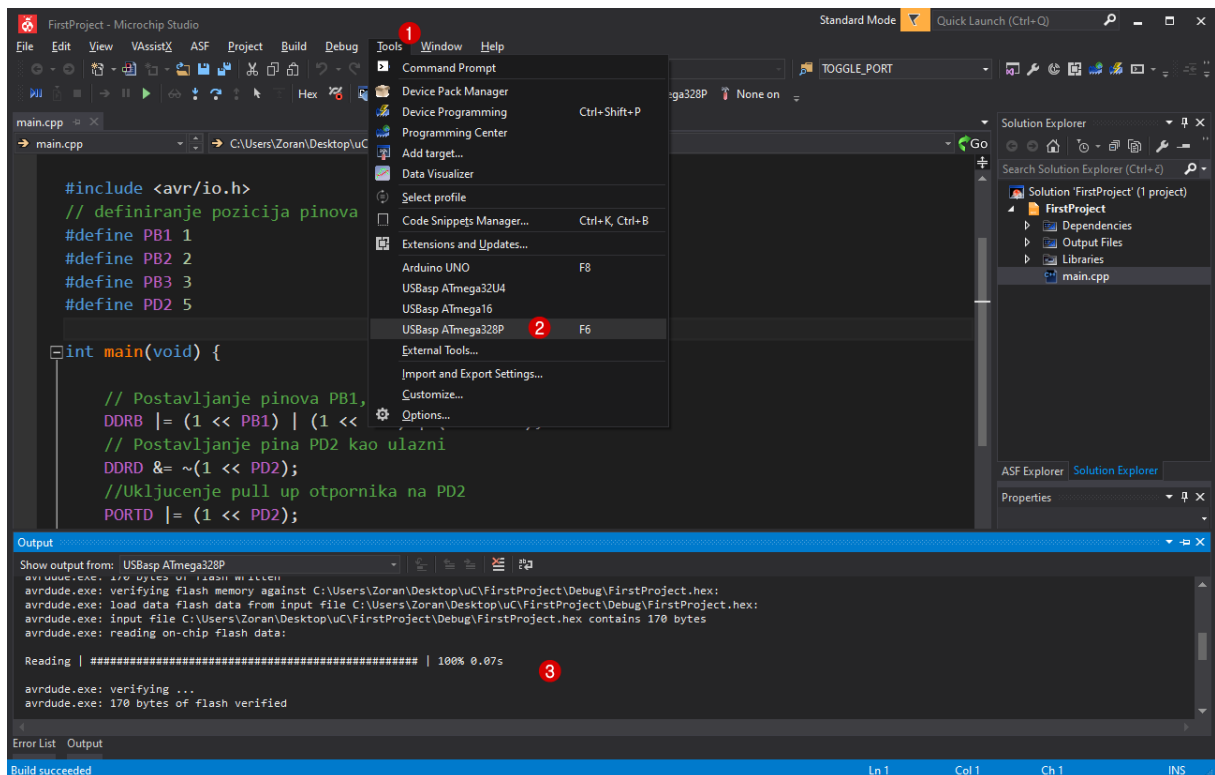 FirstProject - Microchip Studio
Standard Mode
Quick Launch (Ctrl+Q)
1
File Edit View VAssistX ASF Project Build Debug Tools Window Help
TOGGLE_PORT
Hex
ega328P None on
Command Prompt
Device Pack Manager
Device Programming Ctrl+Shift+P
Programming Center
Add target...
Data Visualizer
Select profile
Code Snippets Manager... Ctrl+K, Ctrl+B
Extensions and Updates...
Arduino UNO F8
USBasp ATmega32U4
USBasp ATmega16
USBasp ATmega328P 2 F6
External Tools...
Import and Export Settings...
Customize...
Options...
main.cpp
main.cpp C:\Users\Zoran\Desktop\uC Go
#include <avr/io.h>
// definiranje pozicija pinova
#define PB1 1
#define PB2 2
#define PB3 3
#define PD2 5
int main(void) {
// Postavljanje pinova PB1,
DDRB |= (1 << PB1) | (1 <<
// Postavljanje pina PD2 kao ulazni
DDRD &= ~(1 << PD2);
//Ukljucenje pull up otpornika na PD2
PORTD |= (1 << PD2);
Solution Explorer
Search Solution Explorer (Ctrl+č)
Solution 'FirstProject' (1 project)
FirstProject
Dependencies
Output Files
Libraries
main.cpp
ASF Explorer Solution Explorer
Properties
Output
Show output from: USBasp ATmega328P
avrdude.exe: 170 bytes of flash written
avrdude.exe: verifying flash memory against C:\Users\Zoran\Desktop\uC\FirstProject\Debug\FirstProject.hex:
avrdude.exe: load data flash data from input file C:\Users\Zoran\Desktop\uC\FirstProject\Debug\FirstProject.hex:
avrdude.exe: input file C:\Users\Zoran\Desktop\uC\FirstProject\Debug\FirstProject.hex contains 170 bytes
avrdude.exe: reading on-chip flash data:
Reading | ################################################## | 100% 0.07s
3
avrdude.exe: verifying ...
avrdude.exe: 170 bytes of flash verified
Error List Output
Build succeeded Ln 1 Col 1 Ch 1 INS